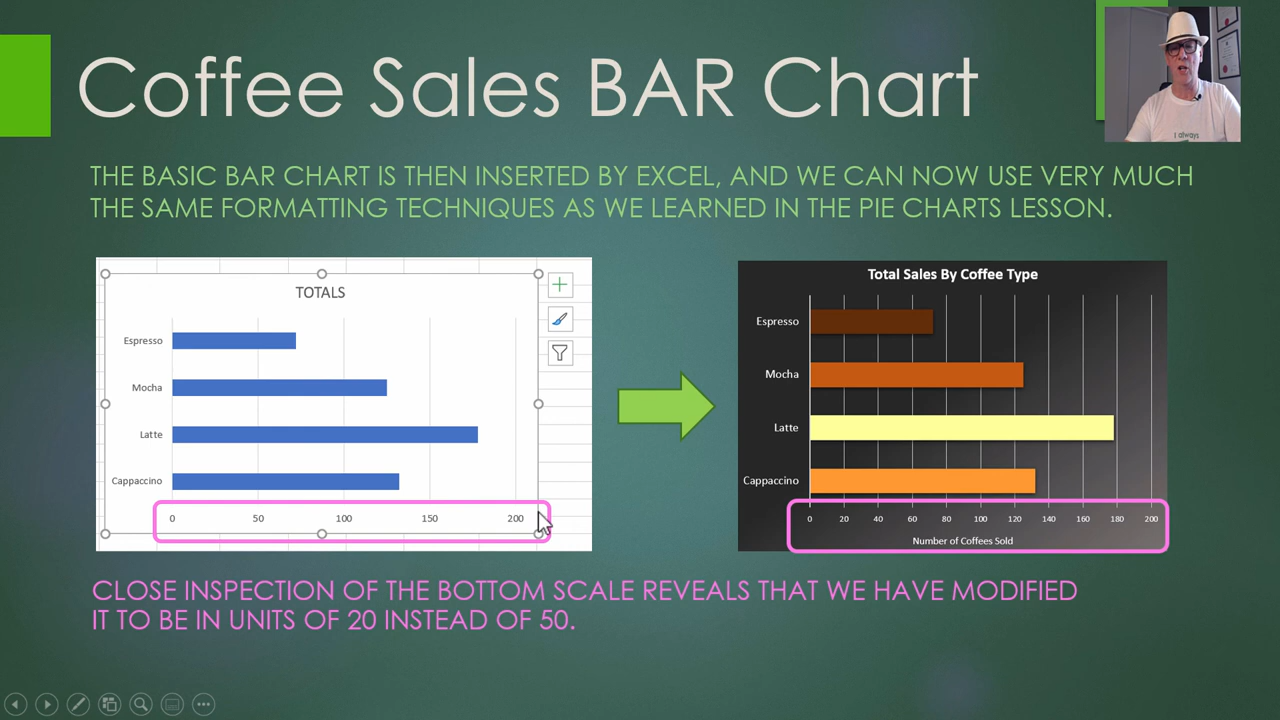 Coffee Sales BAR Chart
I always
THE BASIC BAR CHART IS THEN INSERTED BY EXCEL, AND WE CAN NOW USE VERY MUCH
THE SAME FORMATTING TECHNIQUES AS WE LEARNED IN THE PIE CHARTS LESSON.
TOTALS
Espresso
Mocha
Latte
Cappaccino
0 50 100 150 200
Total Sales By Coffee Type
Espresso
Mocha
Latte
Cappaccino
0 20 40 60 80 100 120 140 160 180 200
Number of Coffees Sold
CLOSE INSPECTION OF THE BOTTOM SCALE REVEALS THAT WE HAVE MODIFIED
IT TO BE IN UNITS OF 20 INSTEAD OF 50.